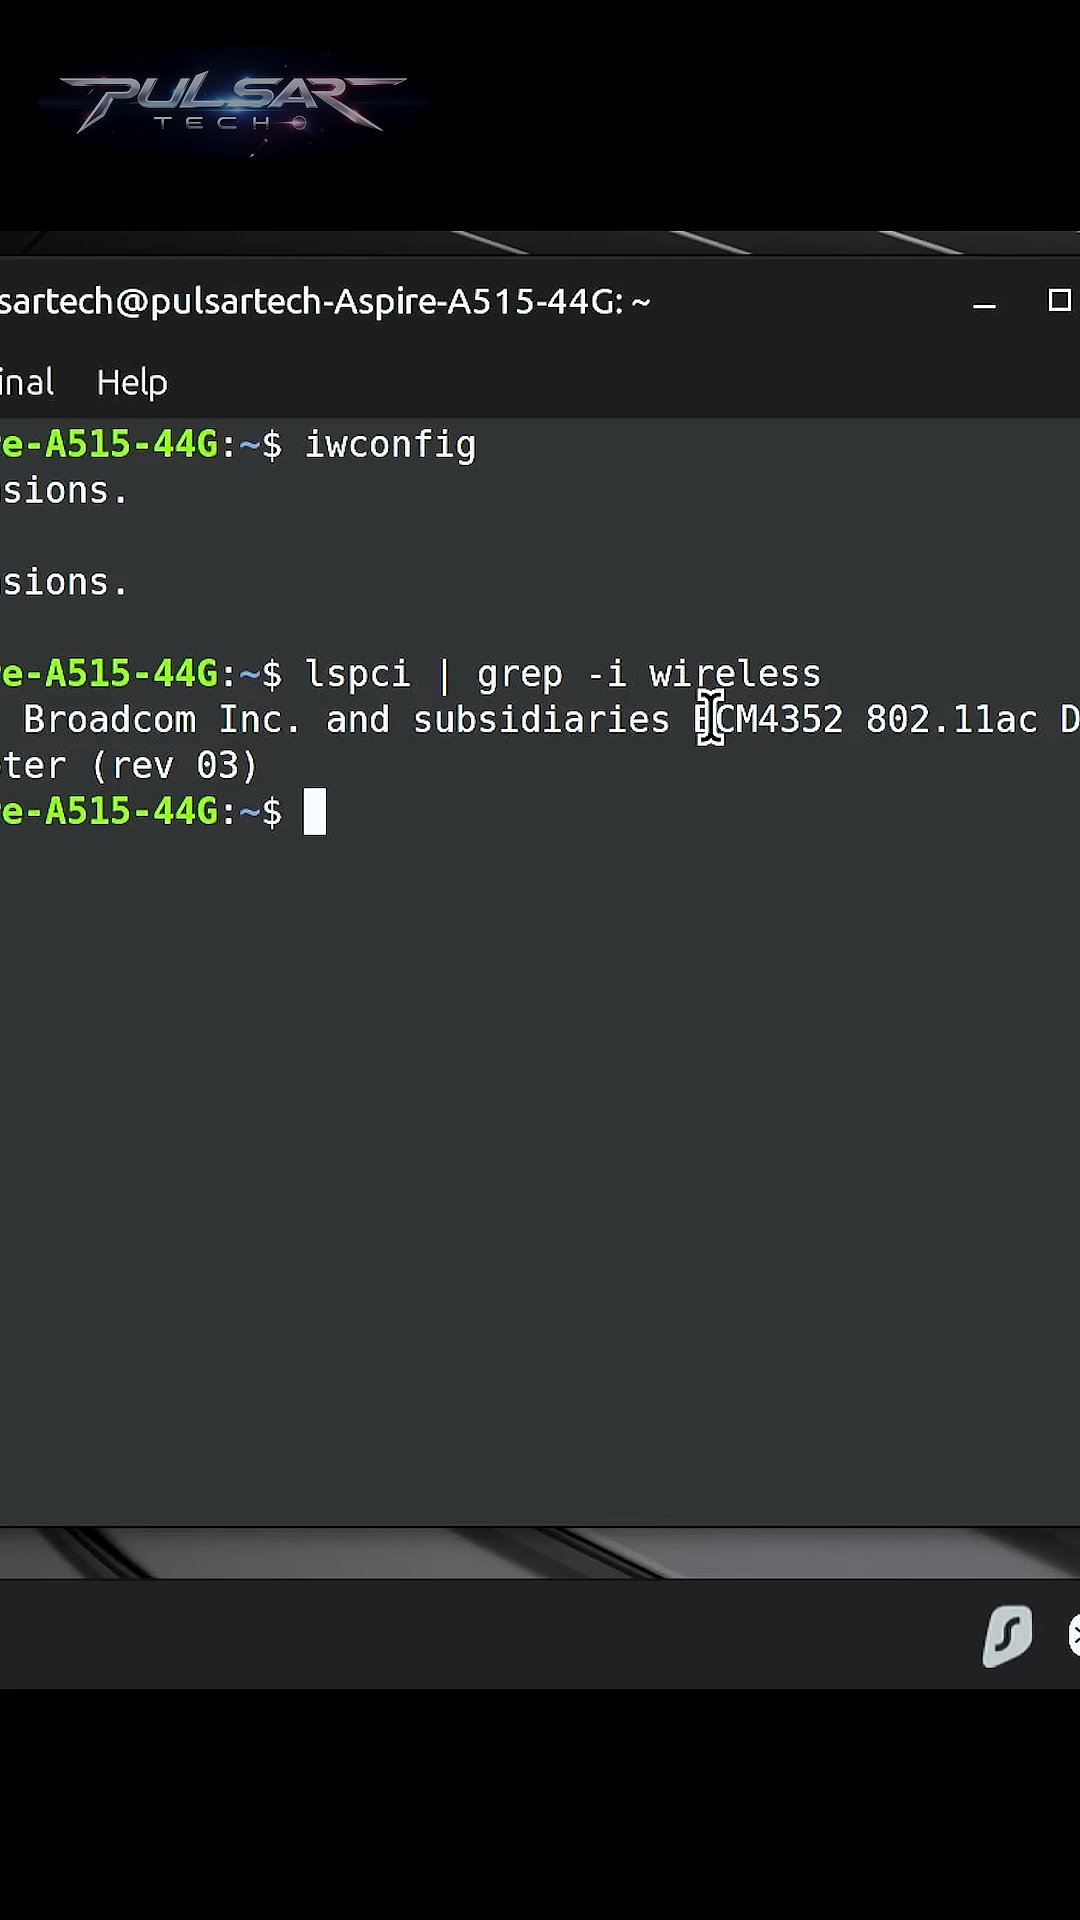 PULSAR
TECH
sartech@pulsartech-Aspire-A515-44G: ~
inal Help
e-A515-44G:~$ iwconfig
sions.
sions.
e-A515-44G:~$ lspci | grep -i wireless
Broadcom Inc. and subsidiaries BCM4352 802.11ac D
ter (rev 03)
e-A515-44G:~$